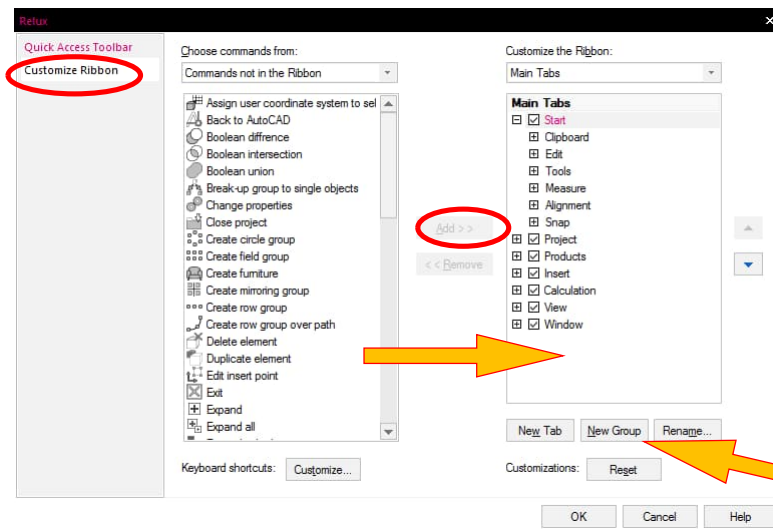 Relux
Quick Access Toolbar
Customize Ribbon
Choose commands from:
Commands not in the Ribbon
Assign user coordinate system to sel
Back to AutoCAD
Boolean diffrence
Boolean intersection
Boolean union
Break-up group to single objects
Change properties
Close project
Create circle group
Create field group
Create furniture
Create mirroring group
Create row group
Create row group over path
Delete element
Duplicate element
Edit insert point
Exit
Expand
Expand all
Keyboard shortcuts: Customize...
Add >>
<< Remove
Customize the Ribbon:
Main Tabs
Main Tabs
Start
Clipboard
Edit
Tools
Measure
Alignment
Snap
Project
Products
Insert
Calculation
View
Window
New Tab New Group Rename...
Customizations: Reset
OK Cancel Help